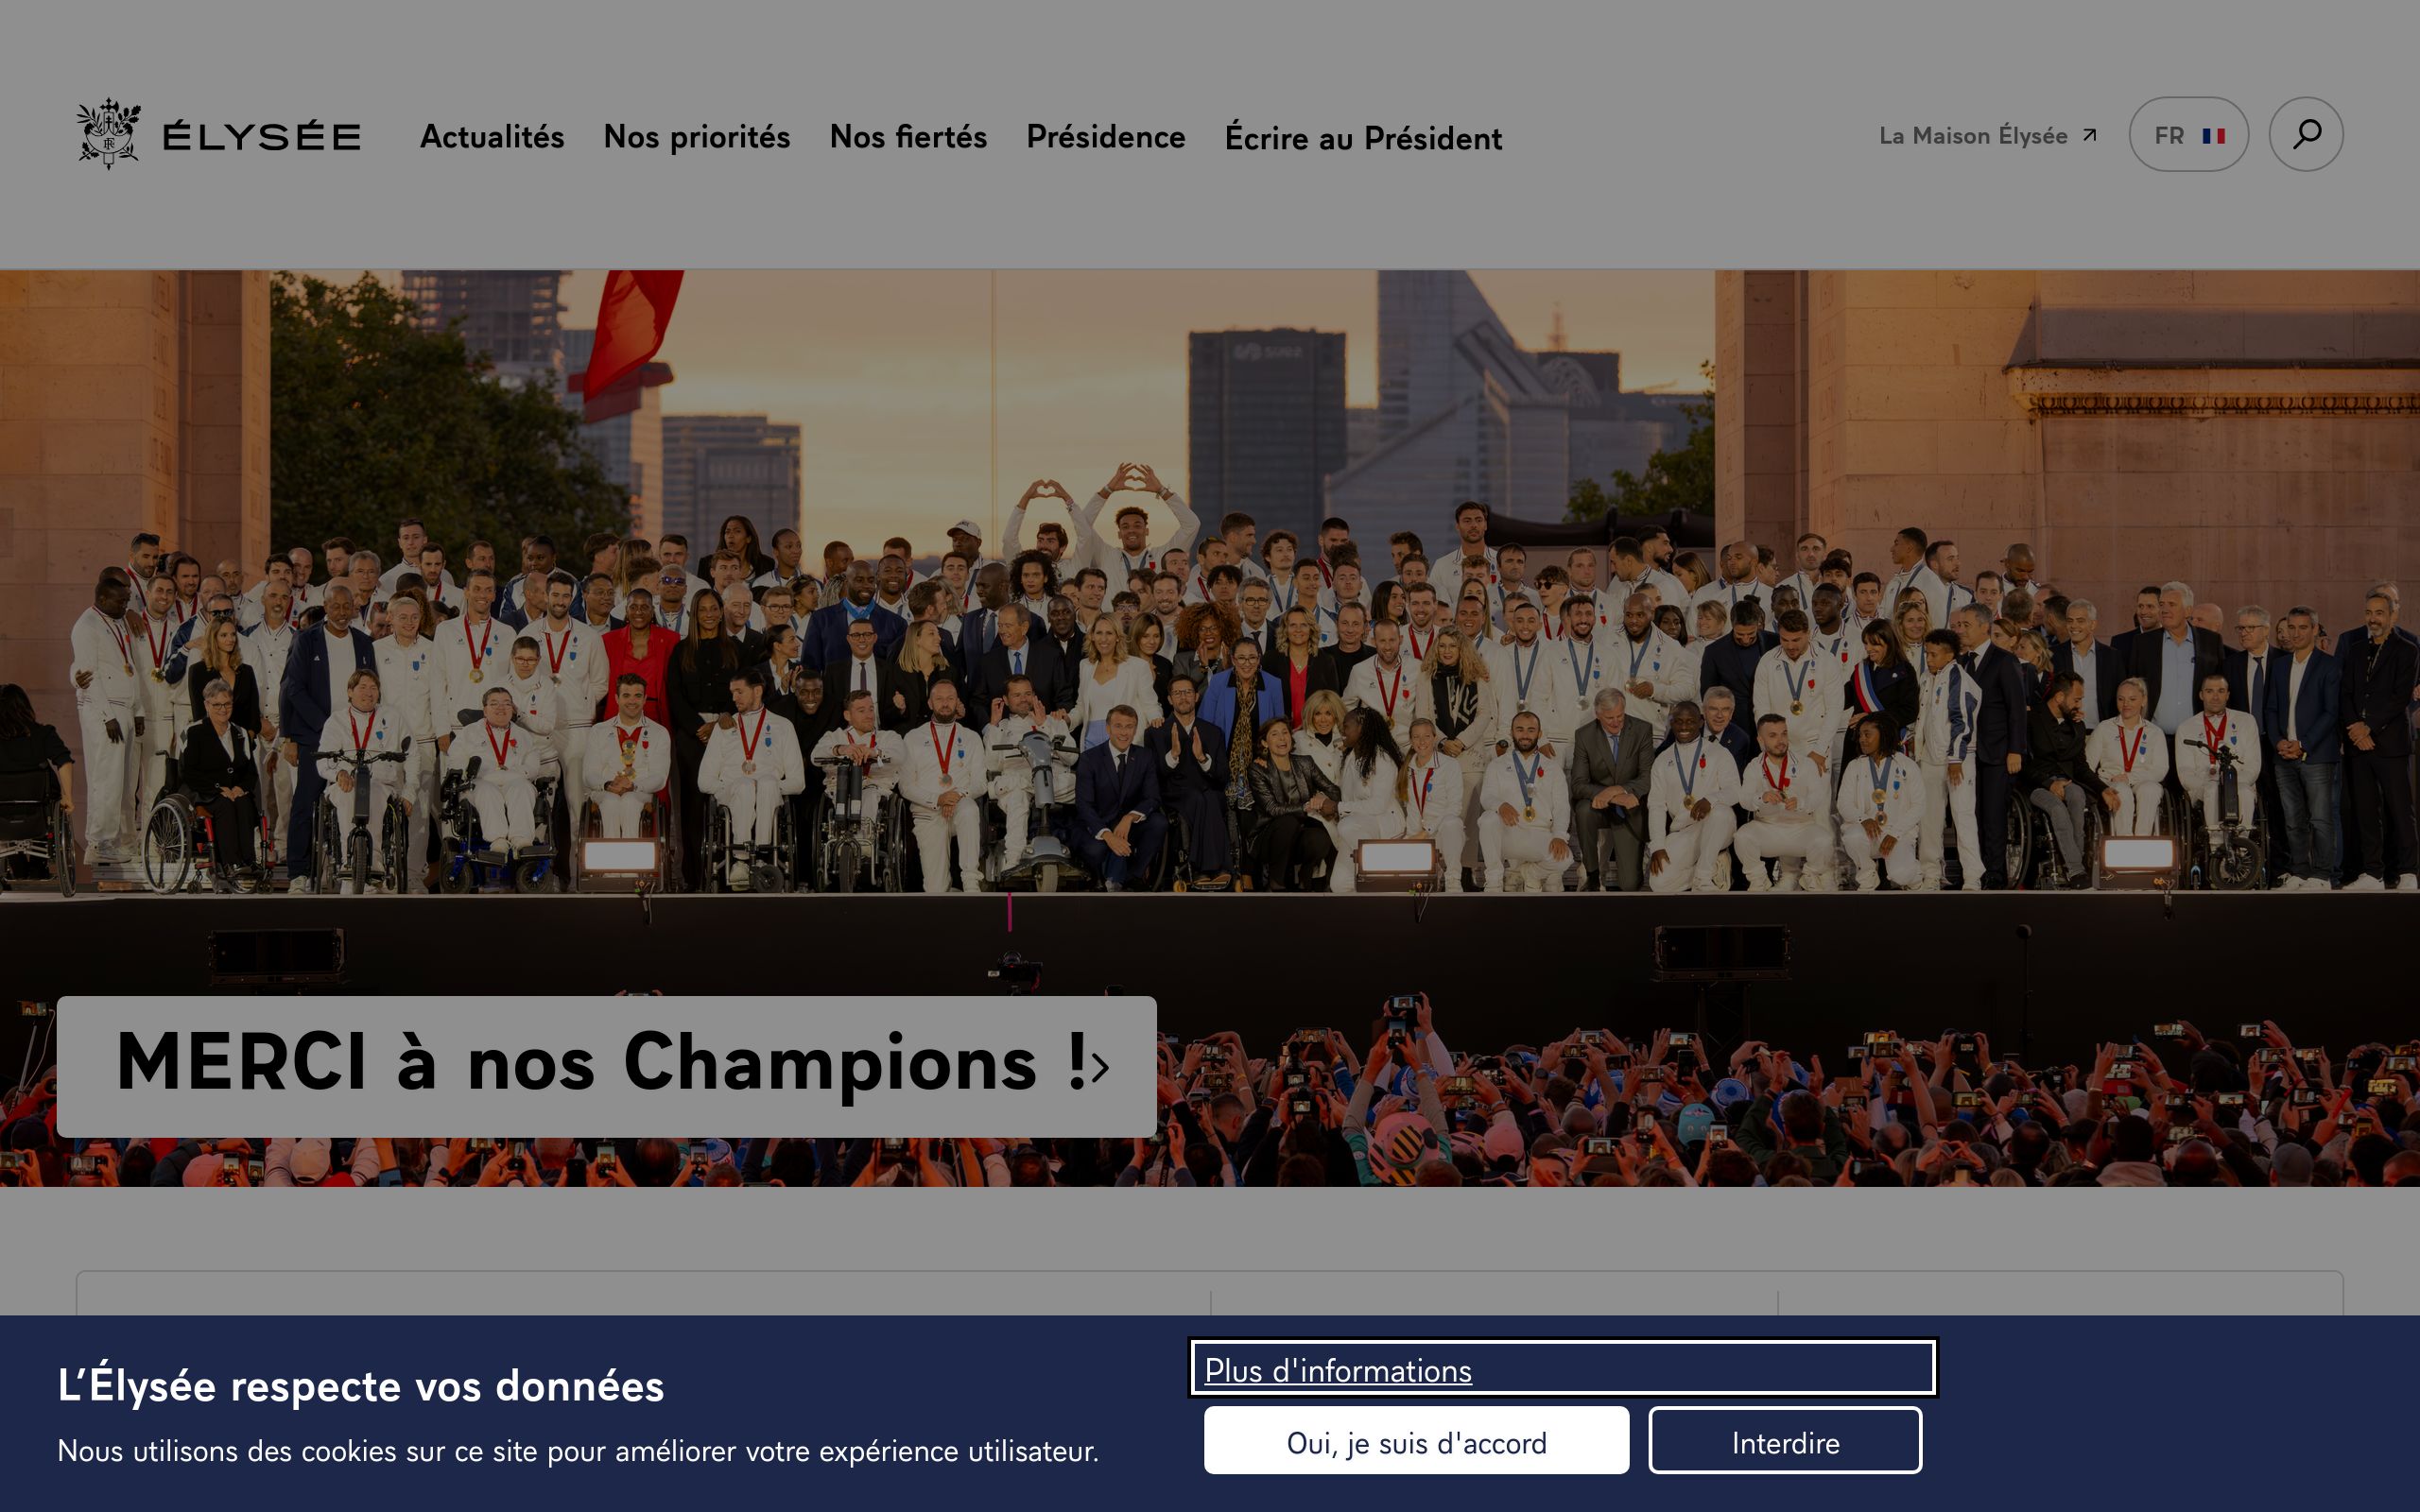 ÉLYSÉE
Actualités
Nos priorités
Nos fiertés
Présidence
Écrire au Président
La Maison Élysée
FR
suez
MERCI à nos Champions !
L’Élysée respecte vos données
Nous utilisons des cookies sur ce site pour améliorer votre expérience utilisateur.
Plus d'informations
Oui, je suis d'accord
Interdire